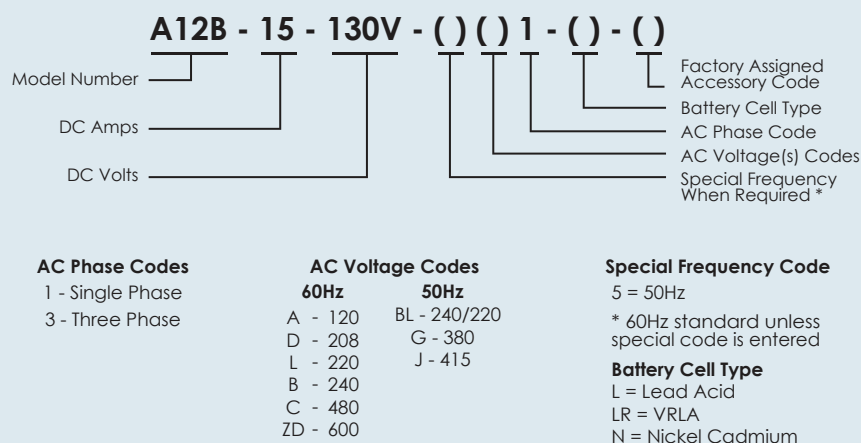 A12B - 15 - 130V - ( ) ( ) 1 - ( ) - ( )
Model Number
DC Amps
DC Volts
Factory Assigned
Accessory Code
Battery Cell Type
AC Phase Code
AC Voltage(s) Codes
Special Frequency
When Required *
AC Phase Codes
1 - Single Phase
3 - Three Phase
AC Voltage Codes
60Hz
A - 120
D - 208
L - 220
B - 240
C - 480
ZD - 600
50Hz
BL - 240/220
G - 380
J - 415
Special Frequency Code
5 = 50Hz
* 60Hz standard unless
special code is entered
Battery Cell Type
L = Lead Acid
LR = VRLA
N = Nickel Cadmium